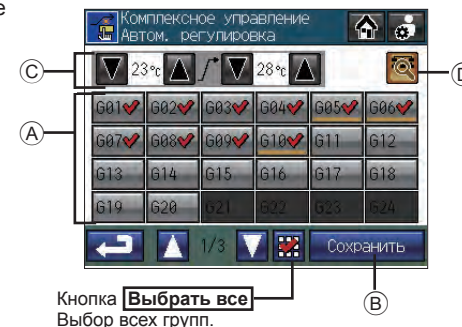 е
Комплексное управление
Автом. регулировка
C
23°c 28°c
D
A
G01 G02 G03 G04 G05 G06
G07 G08 G09 G10 G11 G12
G13 G14 G15 G16 G17 G18
G19 G20 G21 G22 G23 G24
1/3 Сохранить
Кнопка Выбрать все
Выбор всех групп.
B